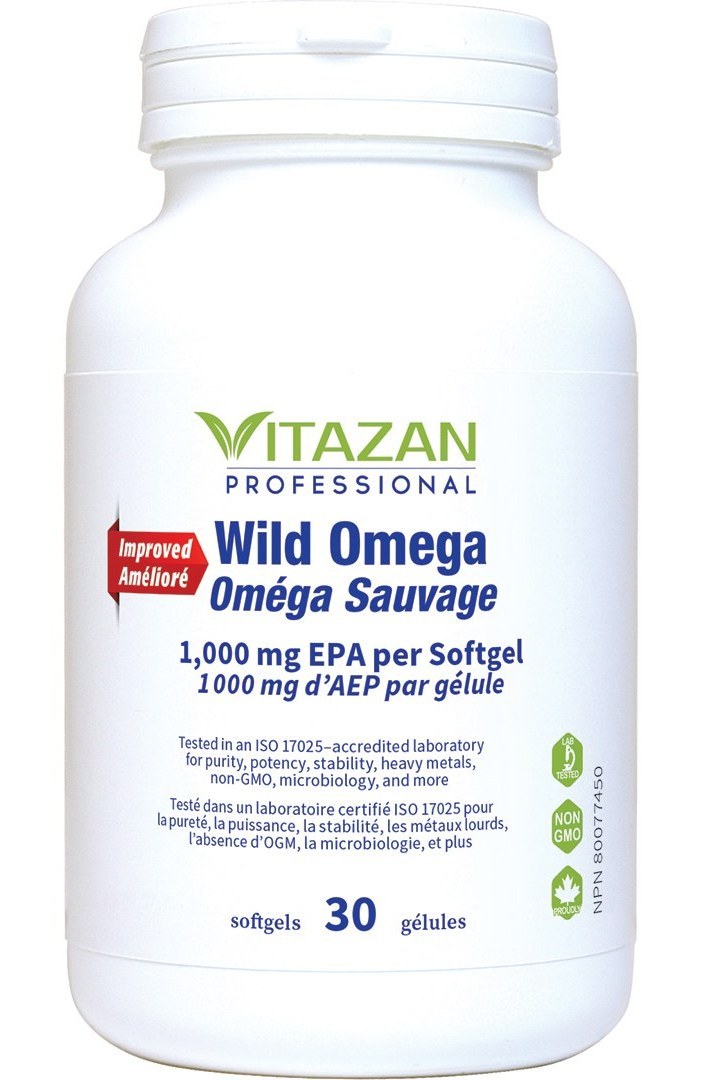 VITAZAN
PROFESSIONAL
Improved
Amélioré
Wild Omega
Oméga Sauvage
1,000 mg EPA per Softgel
1000 mg d’AEP par gélule
Tested in an ISO 17025–accredited laboratory
for purity, potency, stability, heavy metals,
non-GMO, microbiology, and more
Testé dans un laboratoire certifié ISO 17025 pour
la pureté, la puissance, la stabilité, les métaux lourds,
l’absence d’OGM, la microbiologie, et plus
LAB
TESTED
NON
GMO
PROUDLY
NPN 80077450
softgels 30 gélules